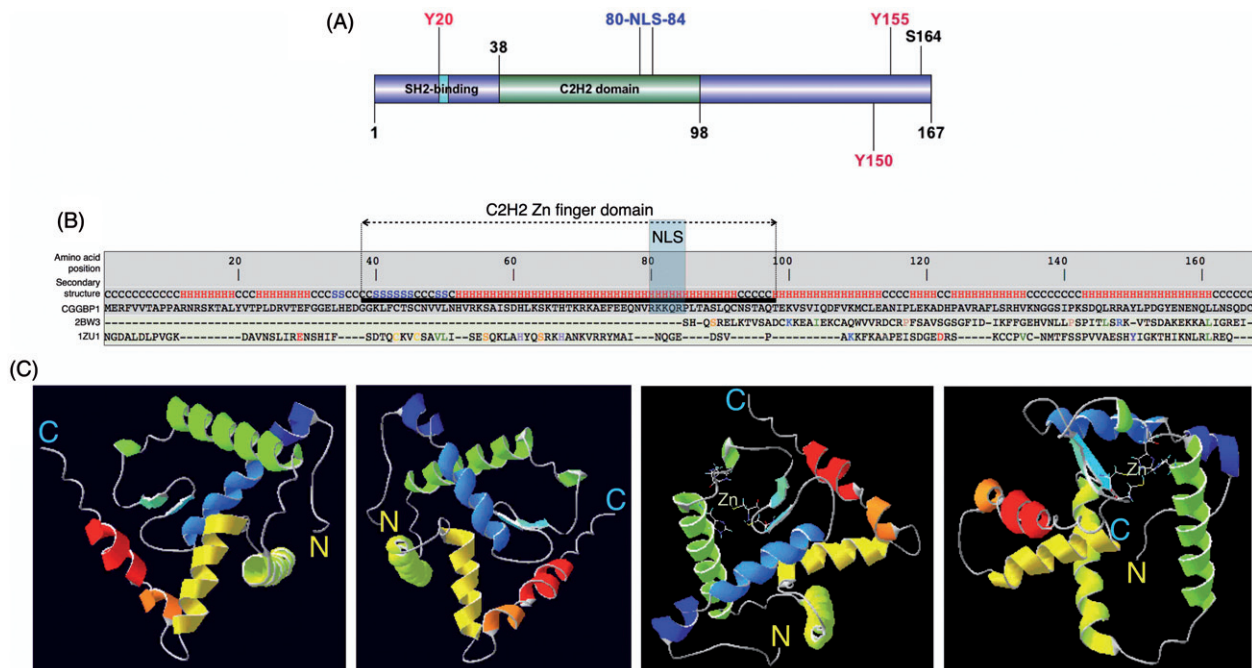 (A)
Y20
80-NLS-84
Y155
38
S164
SH2-binding
C2H2 domain
1
98
167
Y150
(B)
C2H2 Zn finger domain
NLS
Amino acid
position
20 40 60 80 100 120 140 160
Secondary
structure
CGGBP1 MERFVVTAPPARNRSKTALYVTPLDRVTEFGGELHEDGGKLFCTSCNVVLNHVRKSAISDHLKSKTHTKRKAEFEEQNVRKKQRPLTASLQCNSTAQTEKVSVIQDFVKMCLEANIPLEKADHPAVRAFLSRHVKNGGSIPKSDQLRRAYLPDGYENENQLLNSQDC
2BW3
1ZU1
(C)
C
N
N
C
C
Zn
N
Zn
C
N